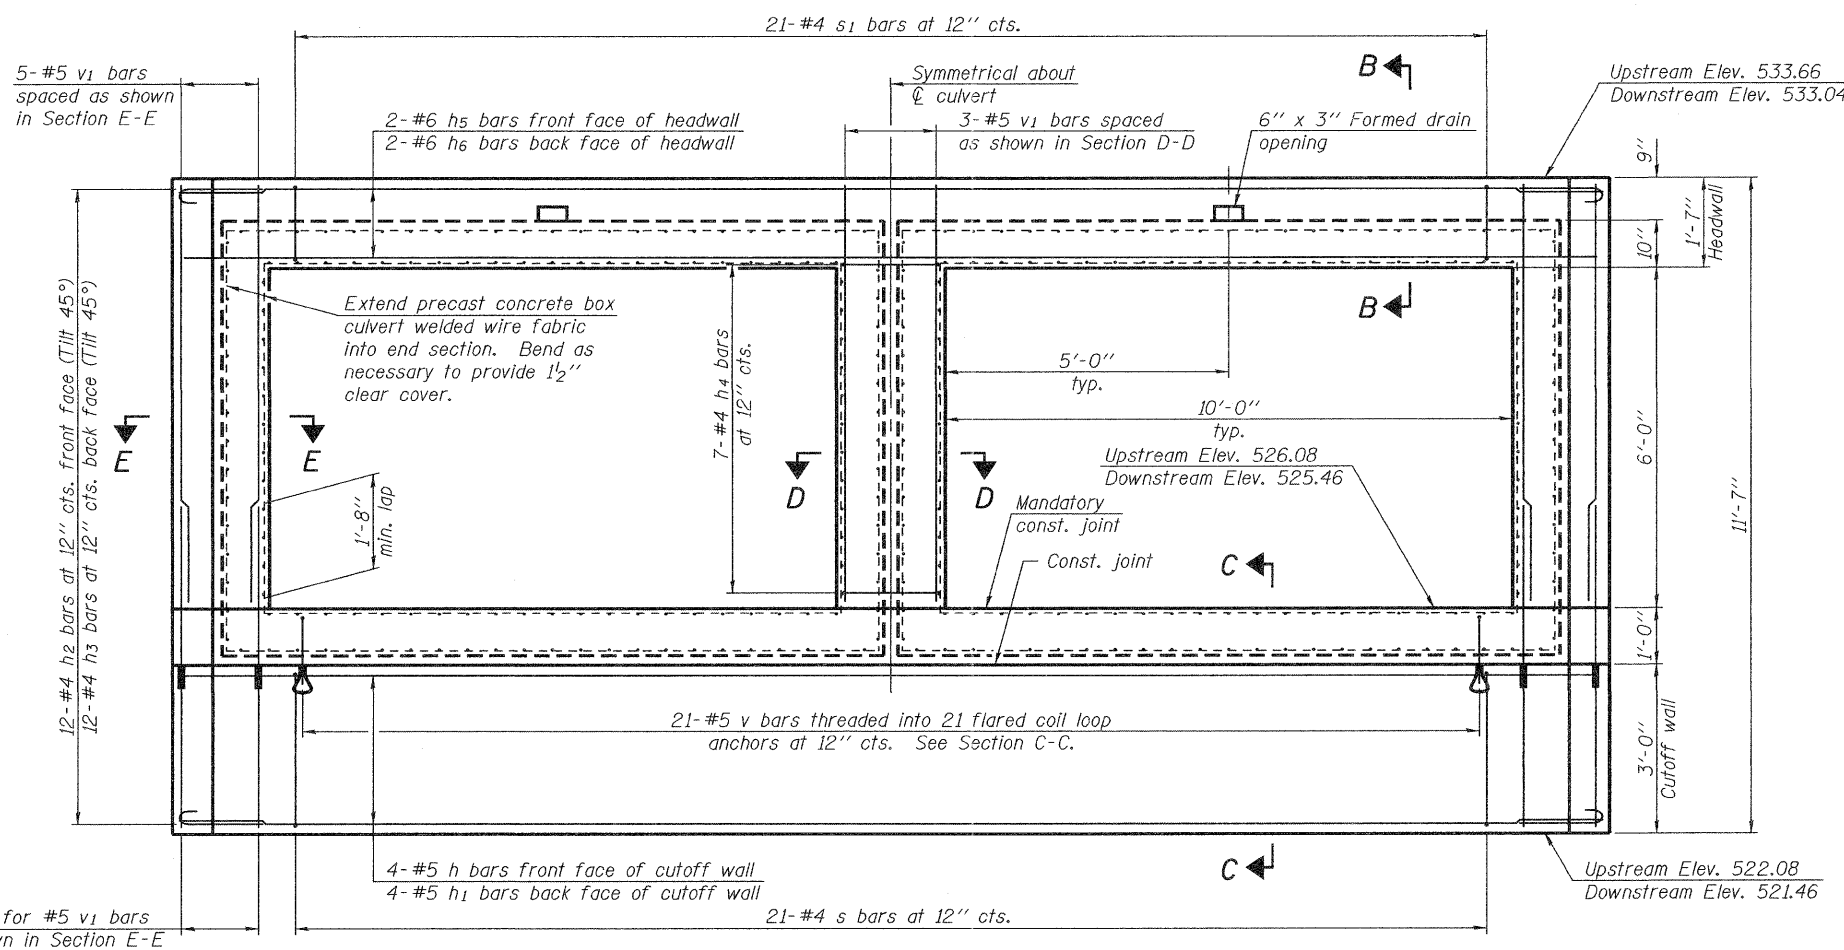 21-#4 s1 bars at 12" cts.
5-#5 v1 bars
spaced as shown
in Section E-E
2-#6 h5 bars front face of headwall
2-#6 h6 bars back face of headwall
Symmetrical about
℄ culvert
3-#5 v1 bars spaced
as shown in Section D-D
6" x 3" Formed drain
opening
B
Upstream Elev. 533.66
Downstream Elev. 533.04
9"
1'-7"
Headwall
10"
6'-0"
11'-7"
1'-0"
3'-0"
Cutoff wall
12-#4 h2 bars at 12" cts. front face (Tilt 45°)
12-#4 h3 bars at 12" cts. back face (Tilt 45°)
Extend precast concrete box
culvert welded wire fabric
into end section. Bend as
necessary to provide 1½"
clear cover.
7-#4 h4 bars
at 12" cts.
B
5'-0"
typ.
10'-0"
typ.
E
E
D
D
Upstream Elev. 526.08
Downstream Elev. 525.46
1'-8"
min. lap
Mandatory
const. joint
Const. joint
C
21-#5 v bars threaded into 21 flared coil loop
anchors at 12" cts. See Section C-C.
4-#5 h bars front face of cutoff wall
4-#5 h1 bars back face of cutoff wall
C
Upstream Elev. 522.08
Downstream Elev. 521.46
for #5 v1 bars
in Section E-E
21-#4 s bars at 12" cts.